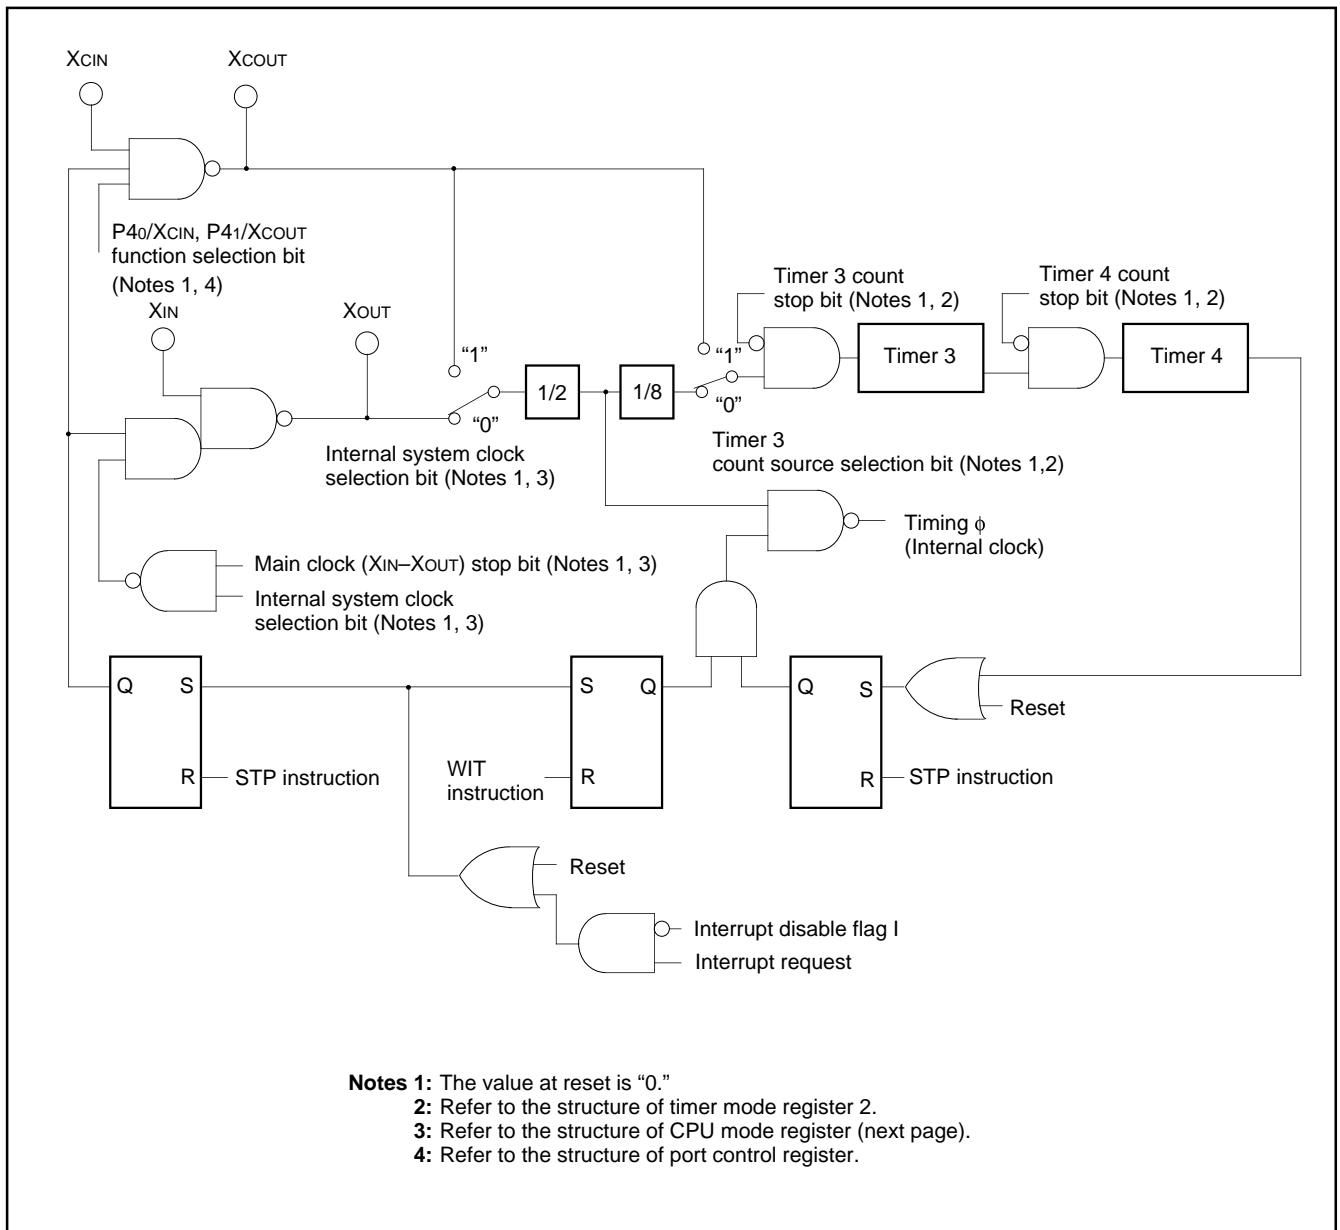 XCIN
XCOUT
P40/XCIN, P41/XCOUT
function selection bit
(Notes 1, 4)
XIN
XOUT
“1”
“0”
Internal system clock
selection bit (Notes 1, 3)
1/2
1/8
“1”
“0”
Timer 3
count source selection bit (Notes 1,2)
Timer 3 count
stop bit (Notes 1, 2)
Timer 3
Timer 4 count
stop bit (Notes 1, 2)
Timer 4
Timing ϕ
(Internal clock)
Main clock (XIN–XOUT) stop bit (Notes 1, 3)
Internal system clock
selection bit (Notes 1, 3)
Q
S
R
STP instruction
S
Q
WIT
instruction
R
Q
S
Reset
R
STP instruction
Reset
Interrupt disable flag I
Interrupt request
Notes 1: The value at reset is “0.”
2: Refer to the structure of timer mode register 2.
3: Refer to the structure of CPU mode register (next page).
4: Refer to the structure of port control register.